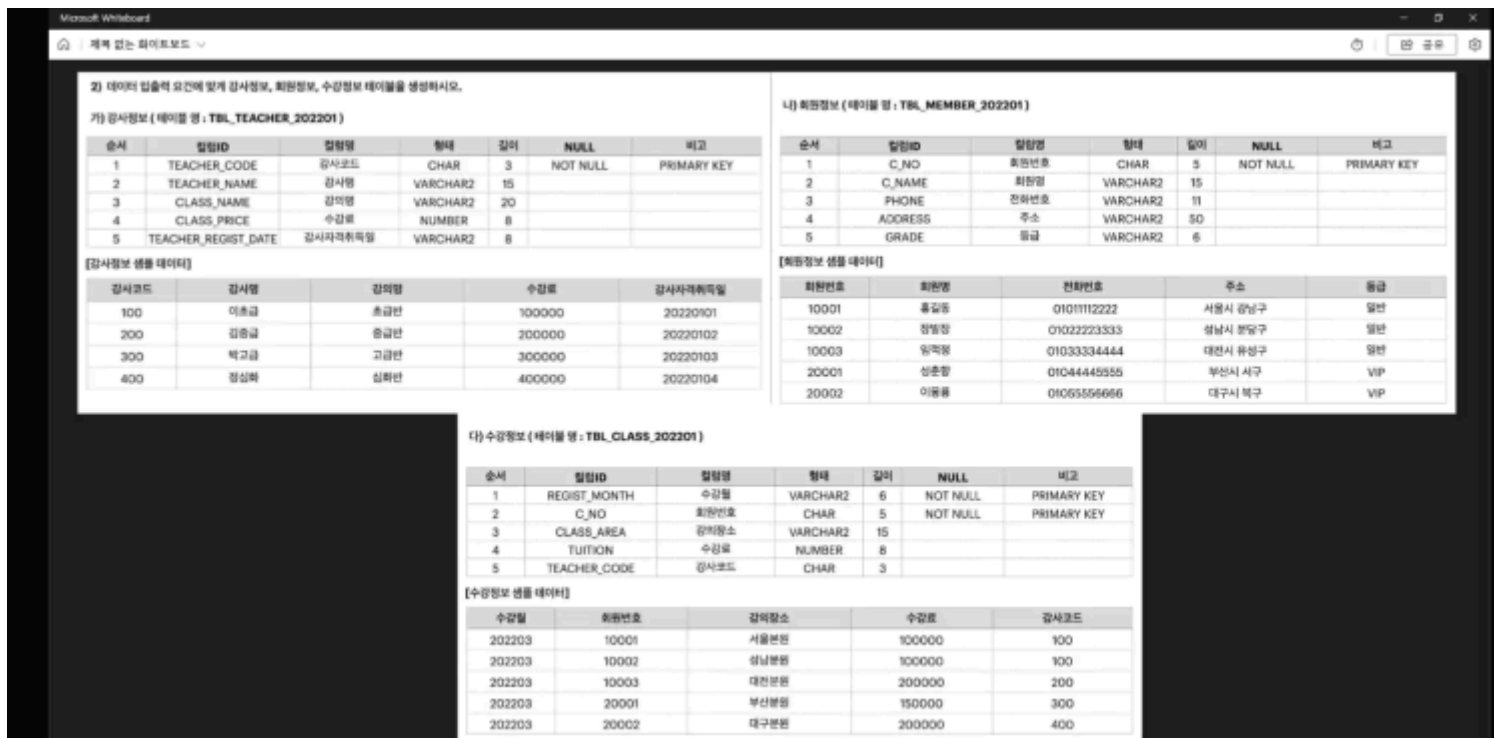 Microsoft Whiteboard
제목 없는 화이트보드
공유
2) 데이터 입출력 요건에 맞게 강사정보, 회원정보, 수강정보 테이블을 생성하시오.
가) 강사정보 ( 테이블 명 : TBL_TEACHER_202201 )
순서 컬럼ID 컬럼명 형태 길이 NULL 비고
1 TEACHER_CODE 강사코드 CHAR 3 NOT NULL PRIMARY KEY
2 TEACHER_NAME 강사명 VARCHAR2 15
3 CLASS_NAME 강의명 VARCHAR2 20
4 CLASS_PRICE 수강료 NUMBER 8
5 TEACHER_REGIST_DATE 강사자격취득일 VARCHAR2 8
[강사정보 샘플 데이터]
강사코드 강사명 강의명 수강료 강사자격취득일
100 이초급 초급반 100000 20220101
200 김중급 중급반 200000 20220102
300 박고급 고급반 300000 20220103
400 정심화 심화반 400000 20220104
나) 회원정보 ( 테이블 명 : TBL_MEMBER_202201 )
순서 컬럼ID 컬럼명 형태 길이 NULL 비고
1 C_NO 회원번호 CHAR 5 NOT NULL PRIMARY KEY
2 C_NAME 회원명 VARCHAR2 15
3 PHONE 전화번호 VARCHAR2 11
4 ADDRESS 주소 VARCHAR2 50
5 GRADE 등급 VARCHAR2 6
[회원정보 샘플 데이터]
회원번호 회원명 전화번호 주소 등급
10001 홍길동 01011112222 서울시 강남구 일반
10002 장발장 01022223333 성남시 분당구 일반
10003 임꺽정 01033334444 대전시 유성구 일반
20001 성춘향 01044445555 부산시 서구 VIP
20002 이몽룡 01055556666 대구시 북구 VIP
다) 수강정보 ( 테이블 명 : TBL_CLASS_202201 )
순서 컬럼ID 컬럼명 형태 길이 NULL 비고
1 REGIST_MONTH 수강월 VARCHAR2 6 NOT NULL PRIMARY KEY
2 C_NO 회원번호 CHAR 5 NOT NULL PRIMARY KEY
3 CLASS_AREA 강의장소 VARCHAR2 15
4 TUITION 수강료 NUMBER 8
5 TEACHER_CODE 강사코드 CHAR 3
[수강정보 샘플 데이터]
수강월 회원번호 강의장소 수강료 강사코드
202203 10001 서울본원 100000 100
202203 10002 성남분원 100000 100
202203 10003 대전분원 200000 200
202203 20001 부산분원 150000 300
202203 20002 대구분원 200000 400